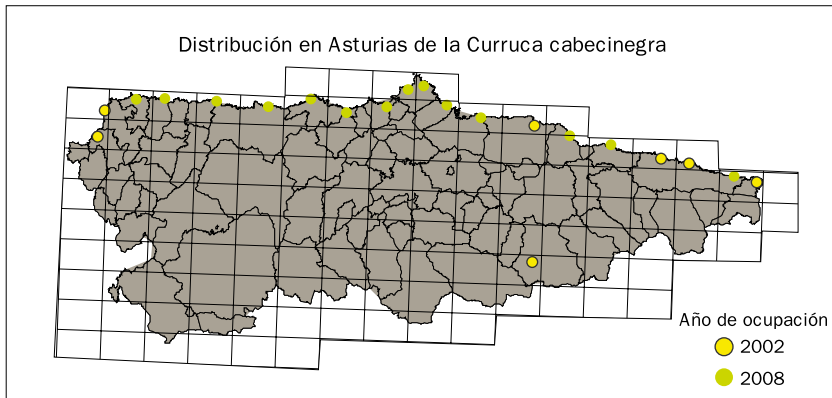 Distribución en Asturias de la Curruca cabecinegra
Año de ocupación
2002
2008